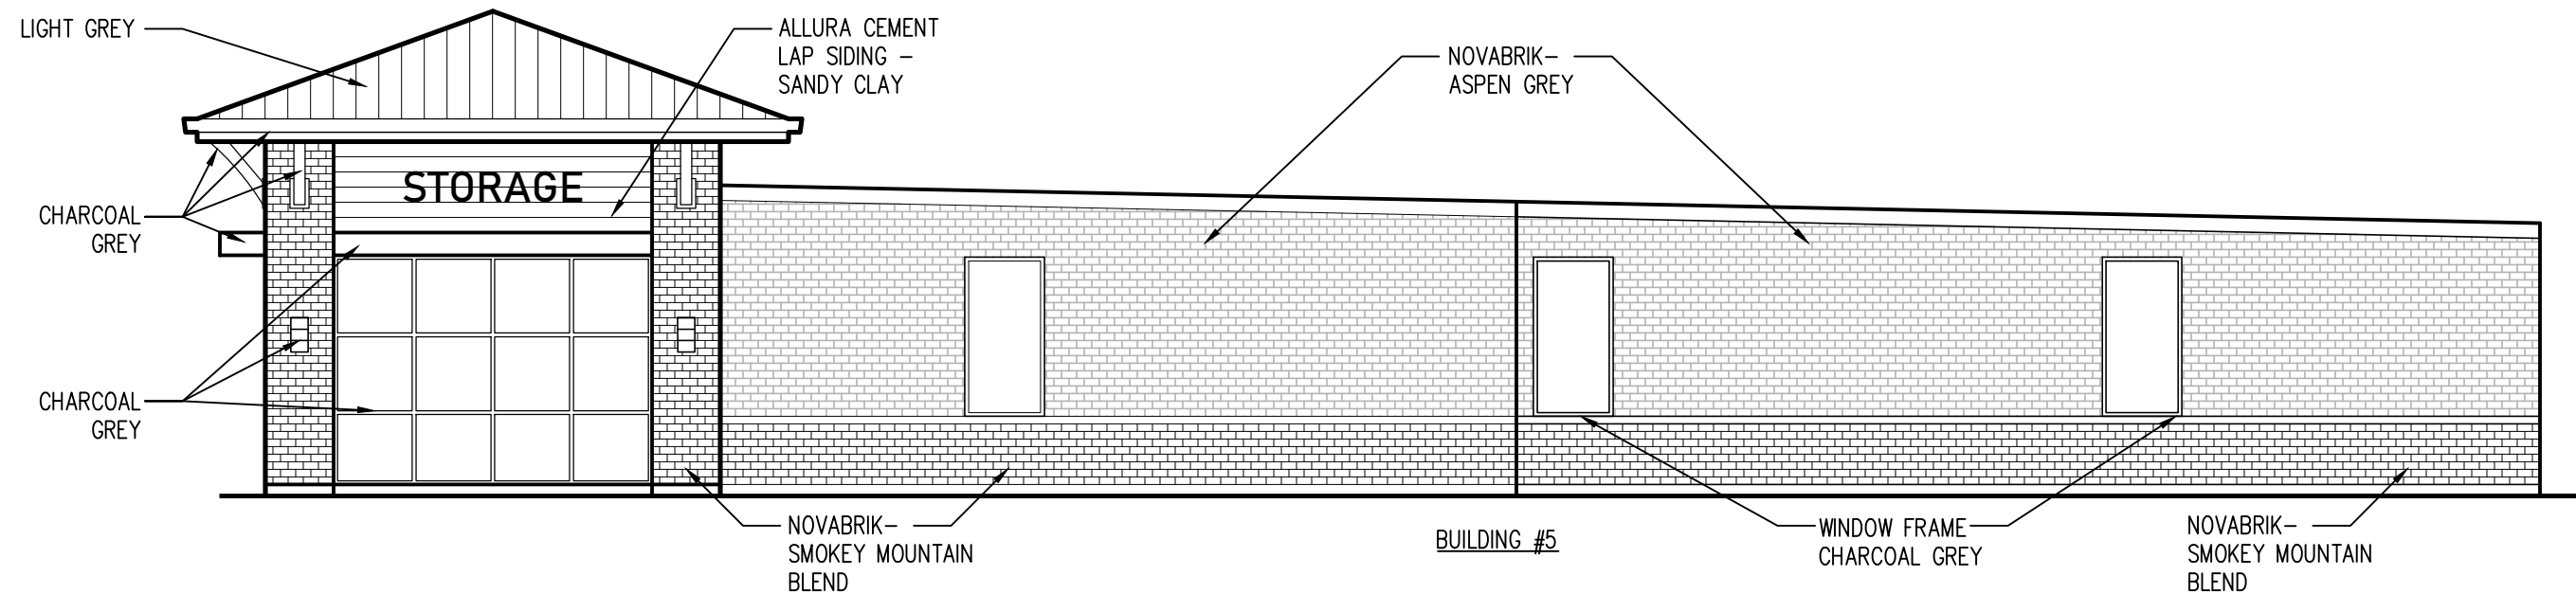 LIGHT GREY
ALLURA CEMENT
LAP SIDING –
SANDY CLAY
NOVABRIK–
ASPEN GREY
STORAGE
CHARCOAL
GREY
CHARCOAL
GREY
NOVABRIK–
SMOKEY MOUNTAIN
BLEND
BUILDING #5
WINDOW FRAME
CHARCOAL GREY
NOVABRIK–
SMOKEY MOUNTAIN
BLEND